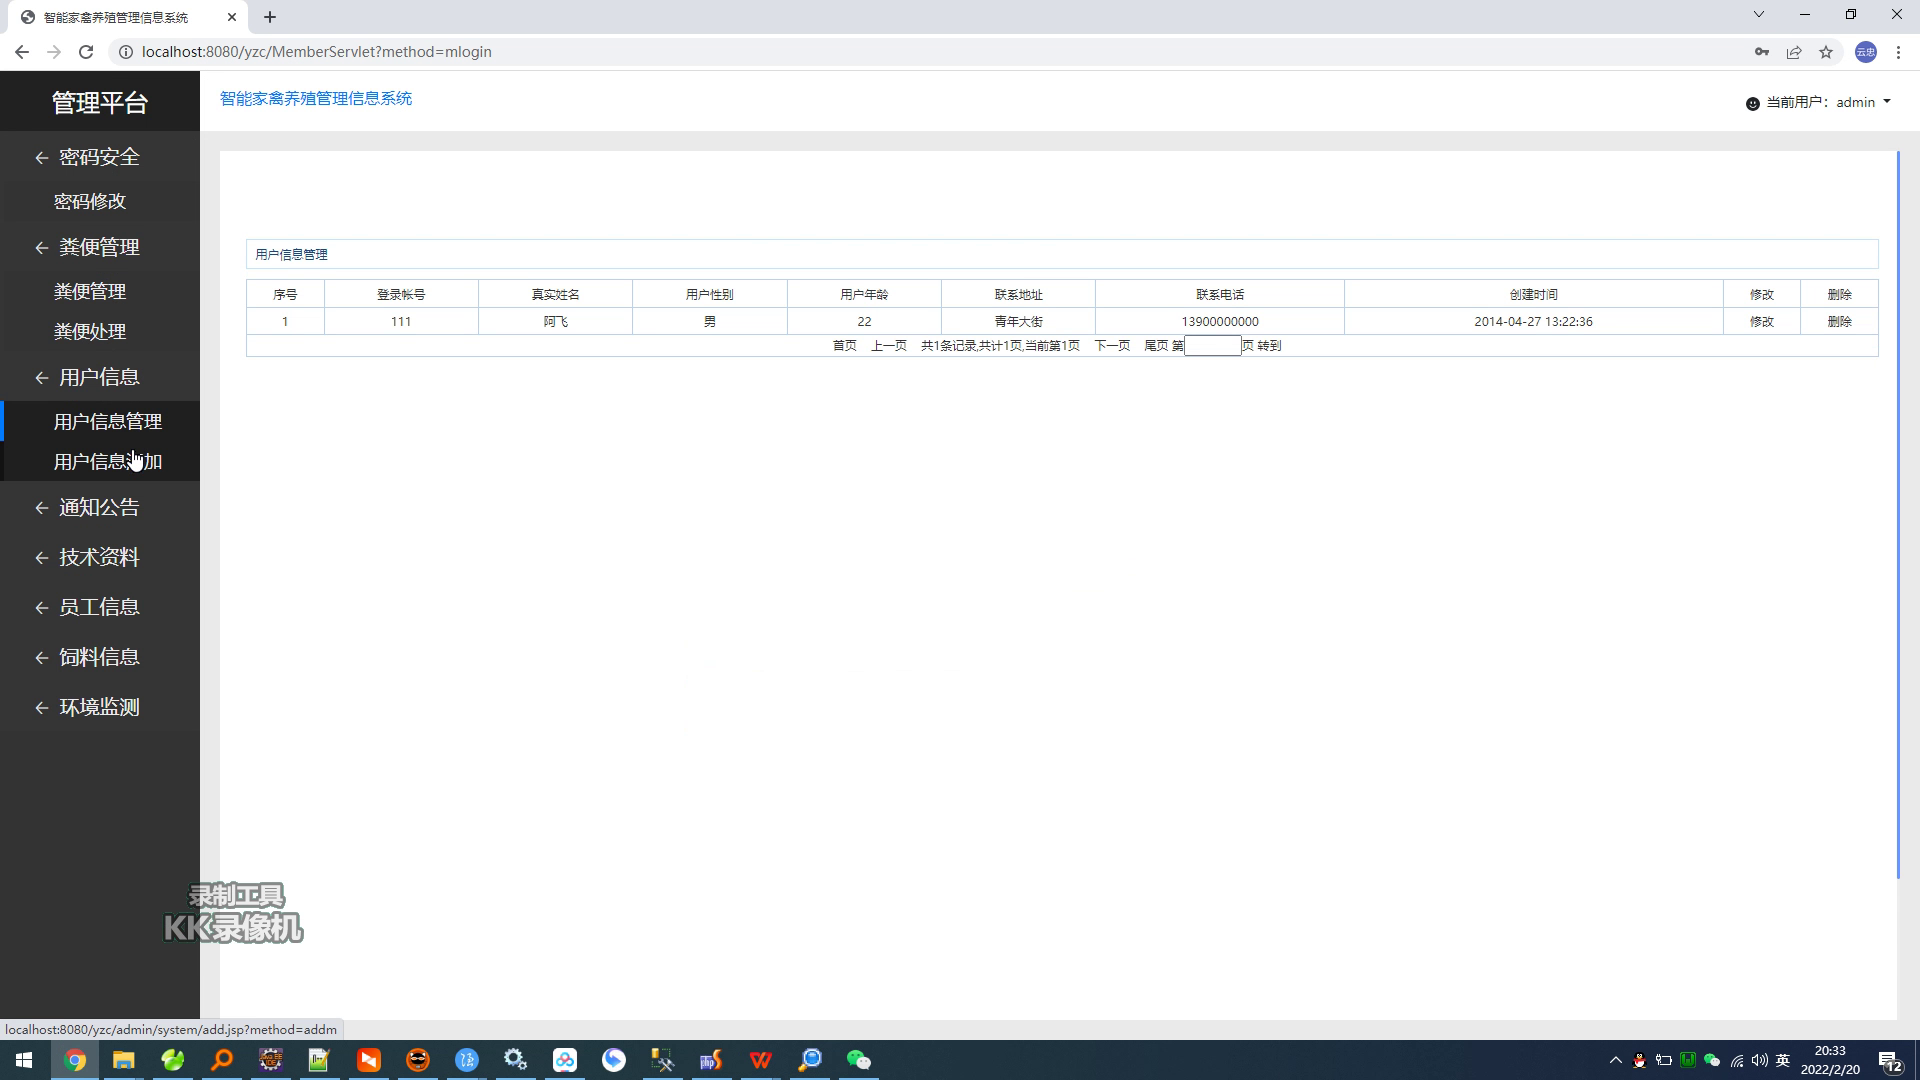 智能家禽养殖管理信息系统
localhost:8080/yzc/MemberServlet?method=mlogin
云忠
管理平台
智能家禽养殖管理信息系统
当前用户：admin
密码安全
密码修改
粪便管理
粪便管理
粪便处理
用户信息
用户信息管理
用户信息 加
通知公告
技术资料
员工信息
饲料信息
环境监测
用户信息管理
序号 登录帐号 真实姓名 用户性别 用户年龄 联系地址 联系电话 创建时间 修改 删除
1 111 阿飞 男 22 青年大街 13900000000 2014-04-27 13:22:36 修改 删除
首页 上一页 共1条记录,共计1页,当前第1页 下一页 尾页 第 页 转到
录制工具
KK录像机
localhost:8080/yzc/admin/system/add.jsp?method=addm
英
20:33
2022/2/20
12